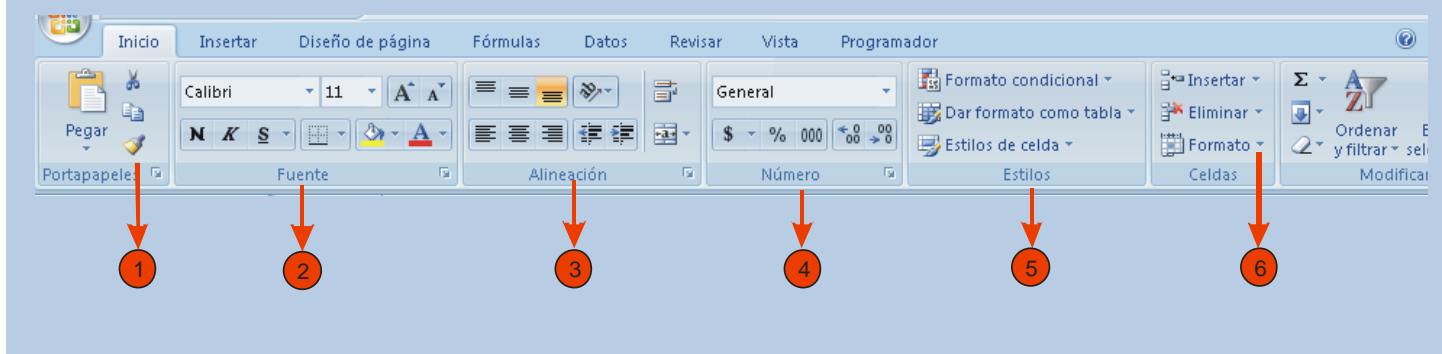 Inicio Insertar Diseño de página Fórmulas Datos Revisar Vista Programador
Pegar
Portapapeles
Calibri 11 A A
N K S A
Fuente
Alineación
General
$ % 000
Número
Formato condicional
Dar formato como tabla
Estilos de celda
Estilos
Insertar
Eliminar
Formato
Celdas
Σ
Ordenar
y filtrar
Modificar
1 2 3 4 5 6